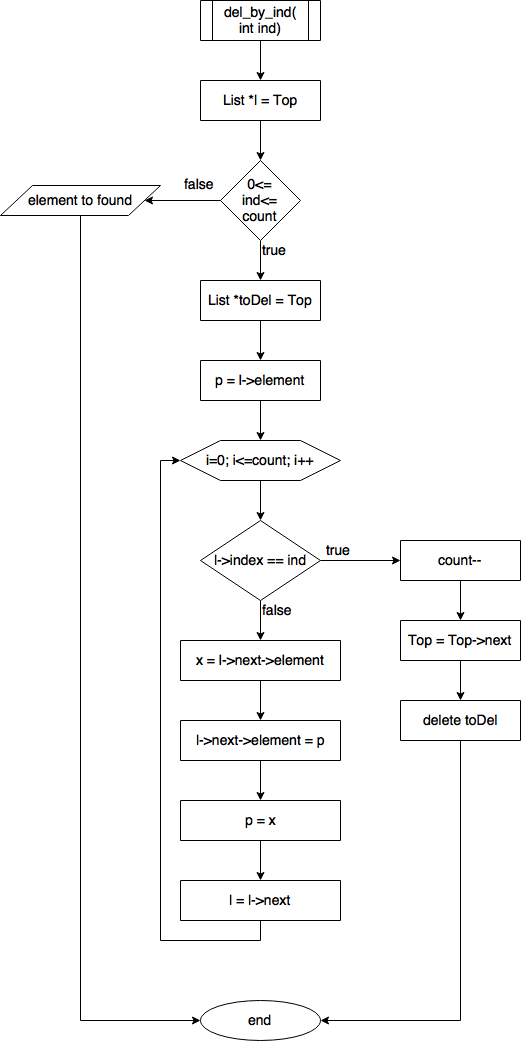 del_by_ind(
int ind)
List *l = Top
false
0<=
ind<=
count
element to found
true
List *toDel = Top
p = l->element
i=0; i<=count; i++
l->index == ind
true
count--
false
Top = Top->next
x = l->next->element
delete toDel
l->next->element = p
p = x
l = l->next
end